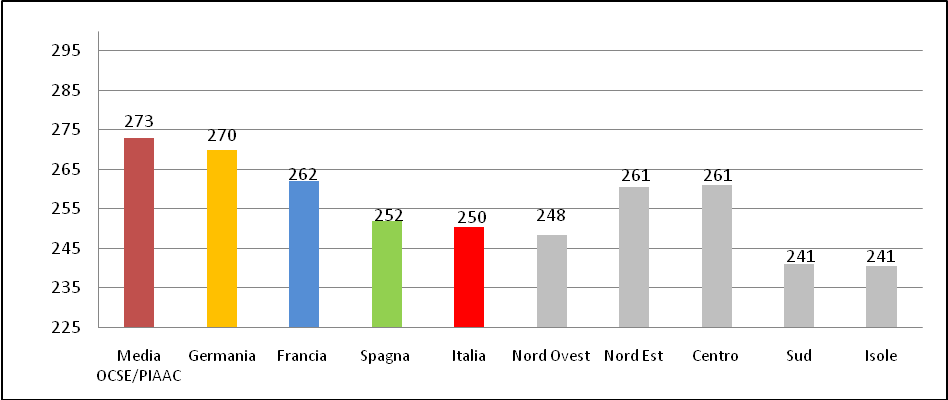 295
285
275
265
255
245
235
225
273
270
262
252
250
248
261
261
241
241
Media OCSE/PIAAC
Germania
Francia
Spagna
Italia
Nord Ovest
Nord Est
Centro
Sud
Isole